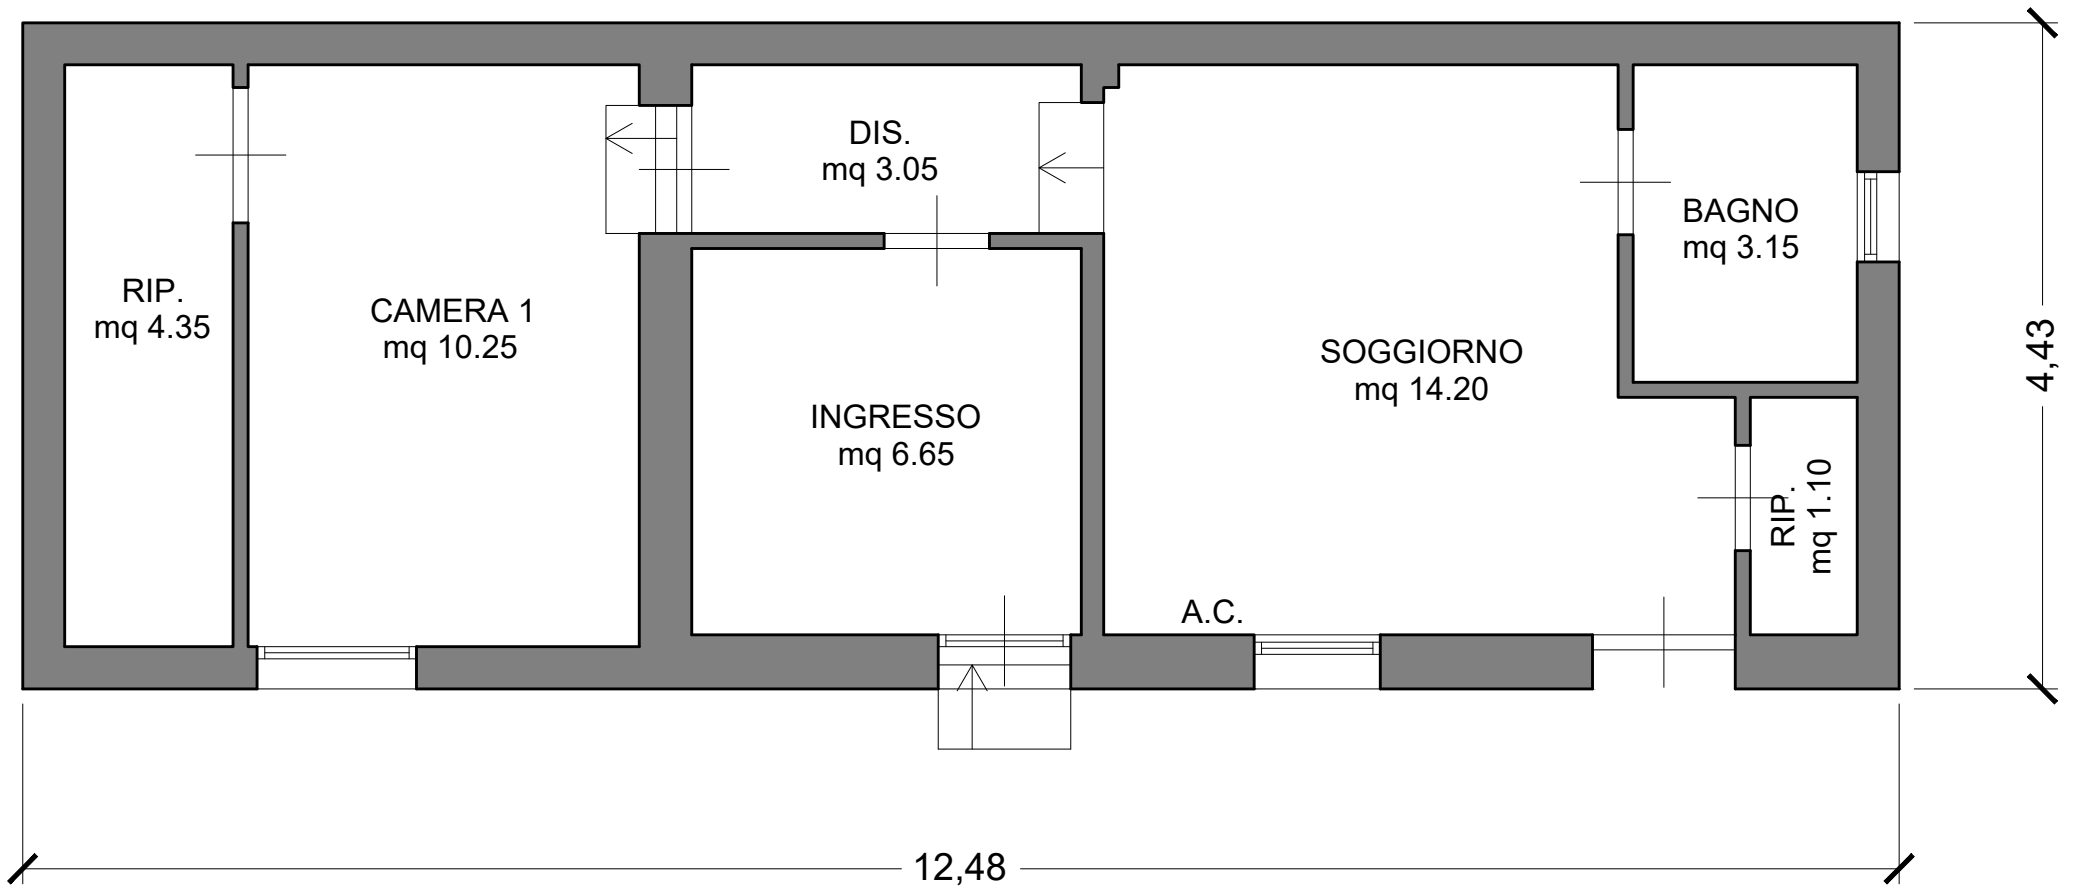 DIS.
mq 3.05
BAGNO
mq 3.15
RIP.
mq 4.35
CAMERA 1
mq 10.25
SOGGIORNO
mq 14.20
4,43
INGRESSO
mq 6.65
RIP.
mq 1.10
A.C.
12,48